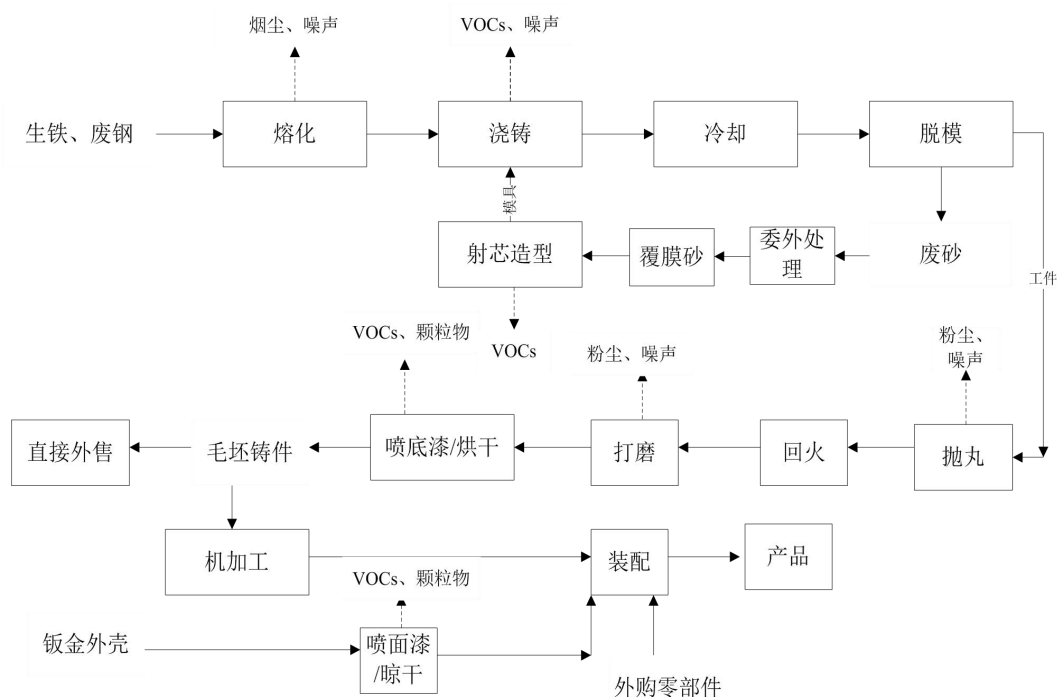 烟尘、噪声
VOCs、噪声
生铁、废钢
熔化
浇铸
冷却
脱模
模具
射芯造型
覆膜砂
委外处
理
废砂
工件
VOCs
VOCs、颗粒物
粉尘、噪声
粉尘、
噪声
直接外售
毛坯铸件
喷底漆/烘干
打磨
回火
抛丸
机加工
VOCs、颗粒物
装配
产品
钣金外壳
喷面漆
/晾干
外购零部件